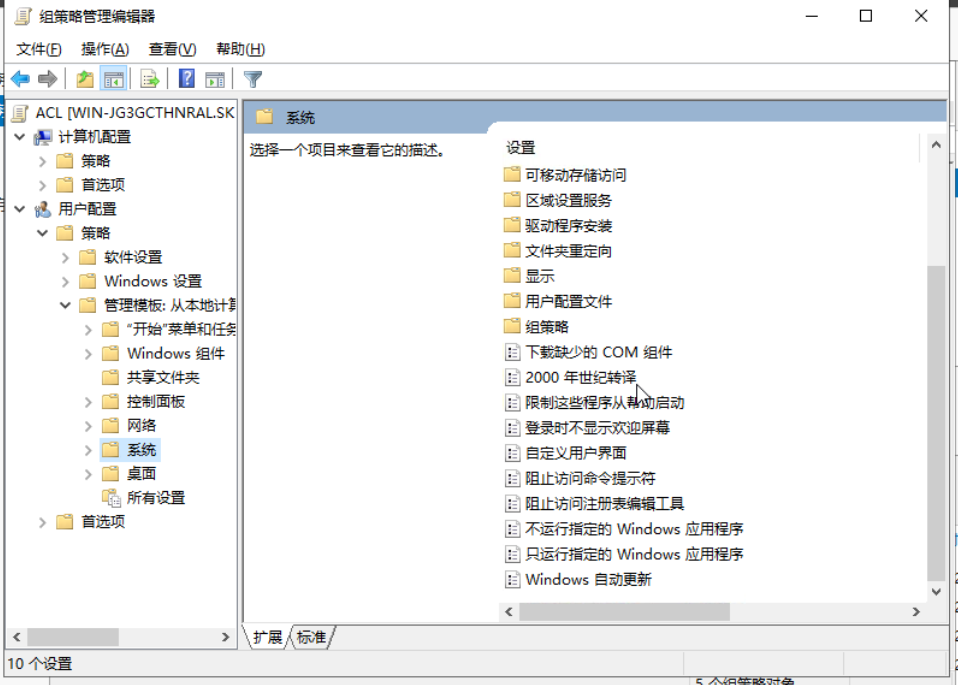 组策略管理编辑器
文件(F) 操作(A) 查看(V) 帮助(H)
ACL [WIN-JG3GCTHNRAL.SK
计算机配置
策略
首选项
用户配置
策略
软件设置
Windows 设置
管理模板: 从本地计算
"开始"菜单和任务
Windows 组件
共享文件夹
控制面板
网络
系统
桌面
所有设置
首选项
系统
选择一个项目来查看它的描述。
设置
可移动存储访问
区域设置服务
驱动程序安装
文件夹重定向
显示
用户配置文件
组策略
下载缺少的 COM 组件
2000 年世纪转译
限制这些程序从帮助启动
登录时不显示欢迎屏幕
自定义用户界面
阻止访问命令提示符
阻止访问注册表编辑工具
不运行指定的 Windows 应用程序
只运行指定的 Windows 应用程序
Windows 自动更新
扩展 标准
10 个设置
5 个组策略对象